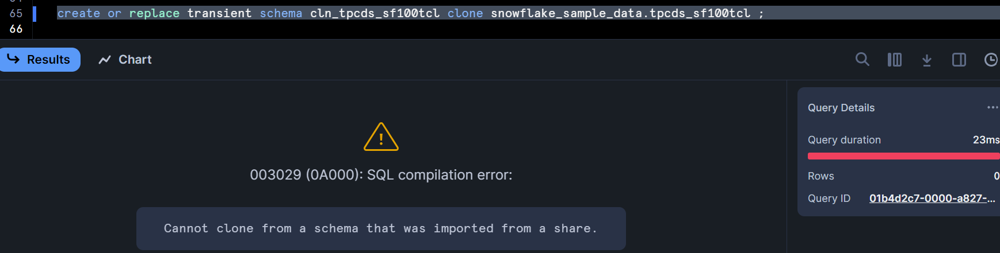 65 create or replace transient schema cln_tpcds_sf100tcl clone snowflake_sample_data.tpcds_sf100tcl ;
66
Results Chart
Query Details ...
Query duration 23ms
Rows 0
Query ID 01b4d2c7-0000-a827-...
003029 (0A000): SQL compilation error:
Cannot clone from a schema that was imported from a share.